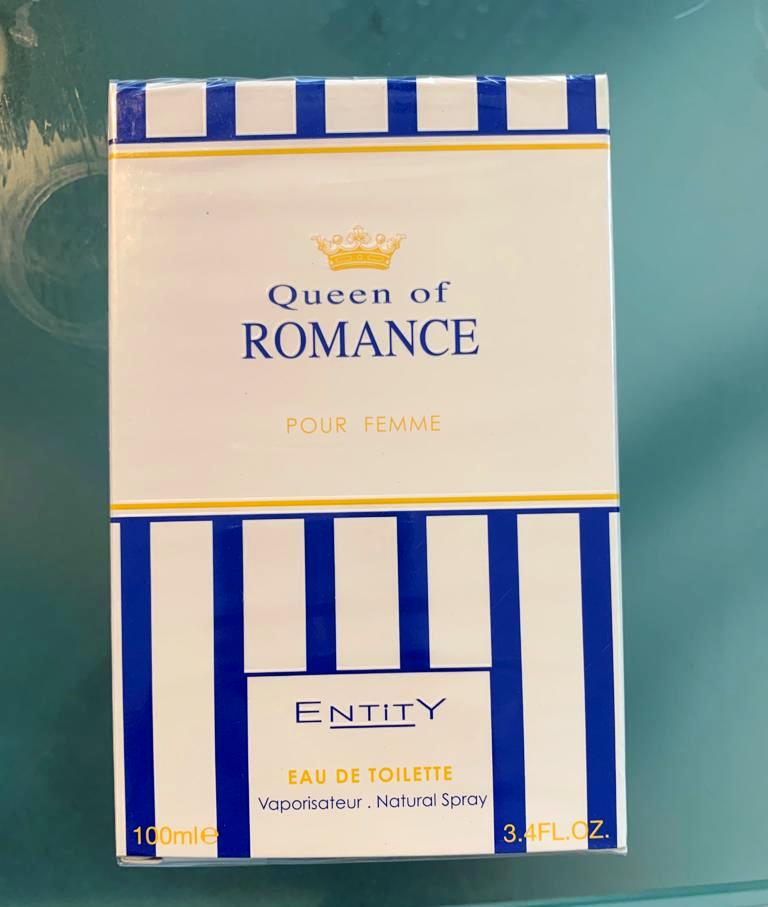 Queen of
ROMANCE
POUR FEMME
ENTiTY
EAU DE TOILETTE
Vaporisateur . Natural Spray
100ml℮
3.4FL.OZ.